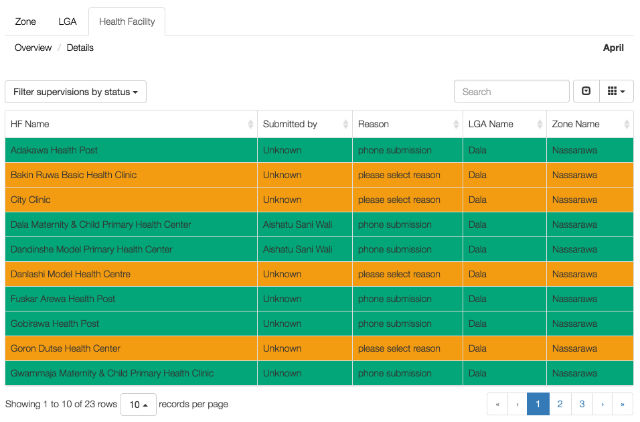 Zone LGA Health Facility
Overview / Details April
Filter supervisions by status Search
HF Name Submitted by Reason LGA Name Zone Name
Adakawa Health Post Unknown phone submission Dala Nassarawa
Bakin Ruwa Basic Health Clinic Unknown please select reason Dala Nassarawa
City Clinic Unknown please select reason Dala Nassarawa
Dala Maternity & Child Primary Health Center Aishatu Sani Wali phone submission Dala Nassarawa
Dandinshe Model Primary Health Center Aishatu Sani Wali phone submission Dala Nassarawa
Danlashi Model Health Centre Unknown please select reason Dala Nassarawa
Fuskar Arewa Health Post Unknown phone submission Dala Nassarawa
Gobirawa Health Post Unknown phone submission Dala Nassarawa
Goron Dutse Health Center Unknown please select reason Dala Nassarawa
Gwammaja Maternity & Child Primary Health Clinic Unknown phone submission Dala Nassarawa
Showing 1 to 10 of 23 rows 10 records per page « ‹ 1 2 3 › »